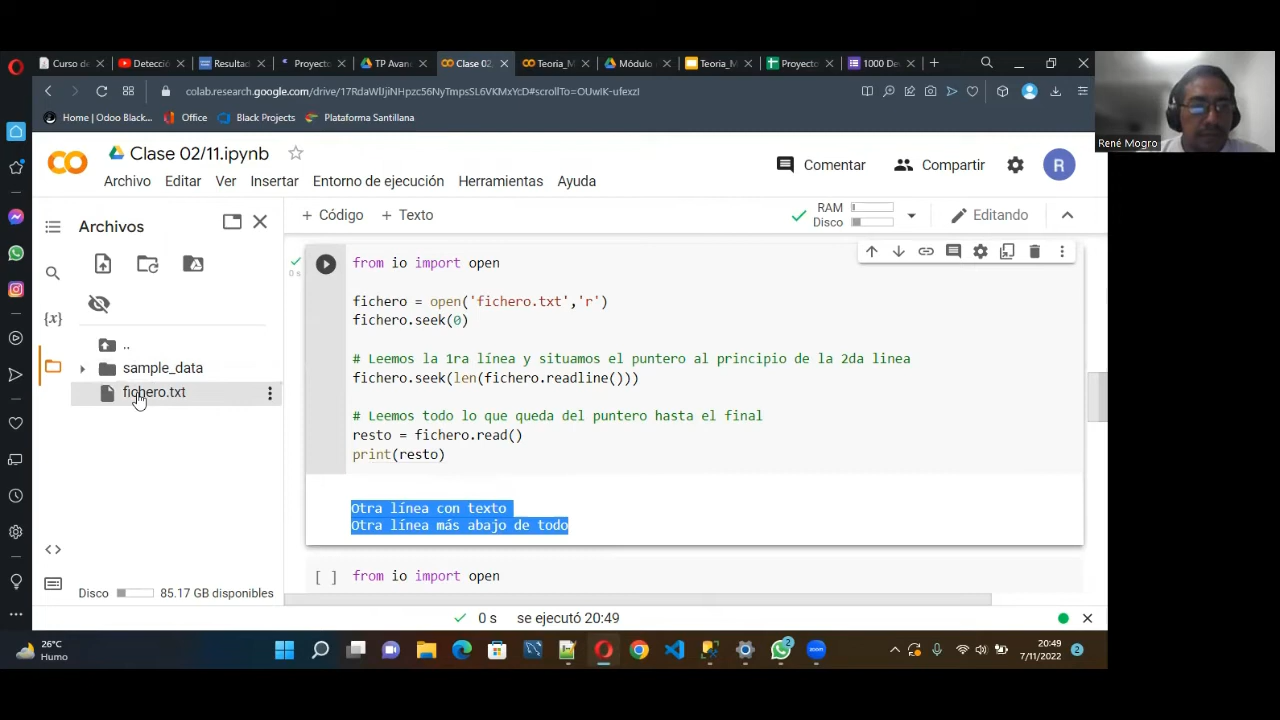 Curso de
Detecció
Resultad
Proyecto
TP Avan
Clase 02
Teoria_M
Módulo
Teoria_M
Proyecto
1000 De
colab.research.google.com/drive/
Home | Odoo Black...
Office
Black Projects
Plataforma Santillana
René Mogro
Clase 02/11.ipynb
Comentar
Compartir
R
Archivo Editar Ver Insertar Entorno de ejecución Herramientas Ayuda
Archivos
+ Código + Texto
RAM
Disco
Editando
..
sample_data
fichero.txt
{x}
0 s
from io import open
fichero = open('fichero.txt','r')
fichero.seek(0)
# Leemos la 1ra línea y situamos el puntero al principio de la 2da linea
fichero.seek(len(fichero.readline()))
# Leemos todo lo que queda del puntero hasta el final
resto = fichero.read()
print(resto)
Otra línea con texto
Otra línea más abajo de todo
[ ] from io import open
Disco 85.17 GB disponibles
0 s se ejecutó 20:49
26°C
Humo
zoom
2
20:49
7/11/2022
2